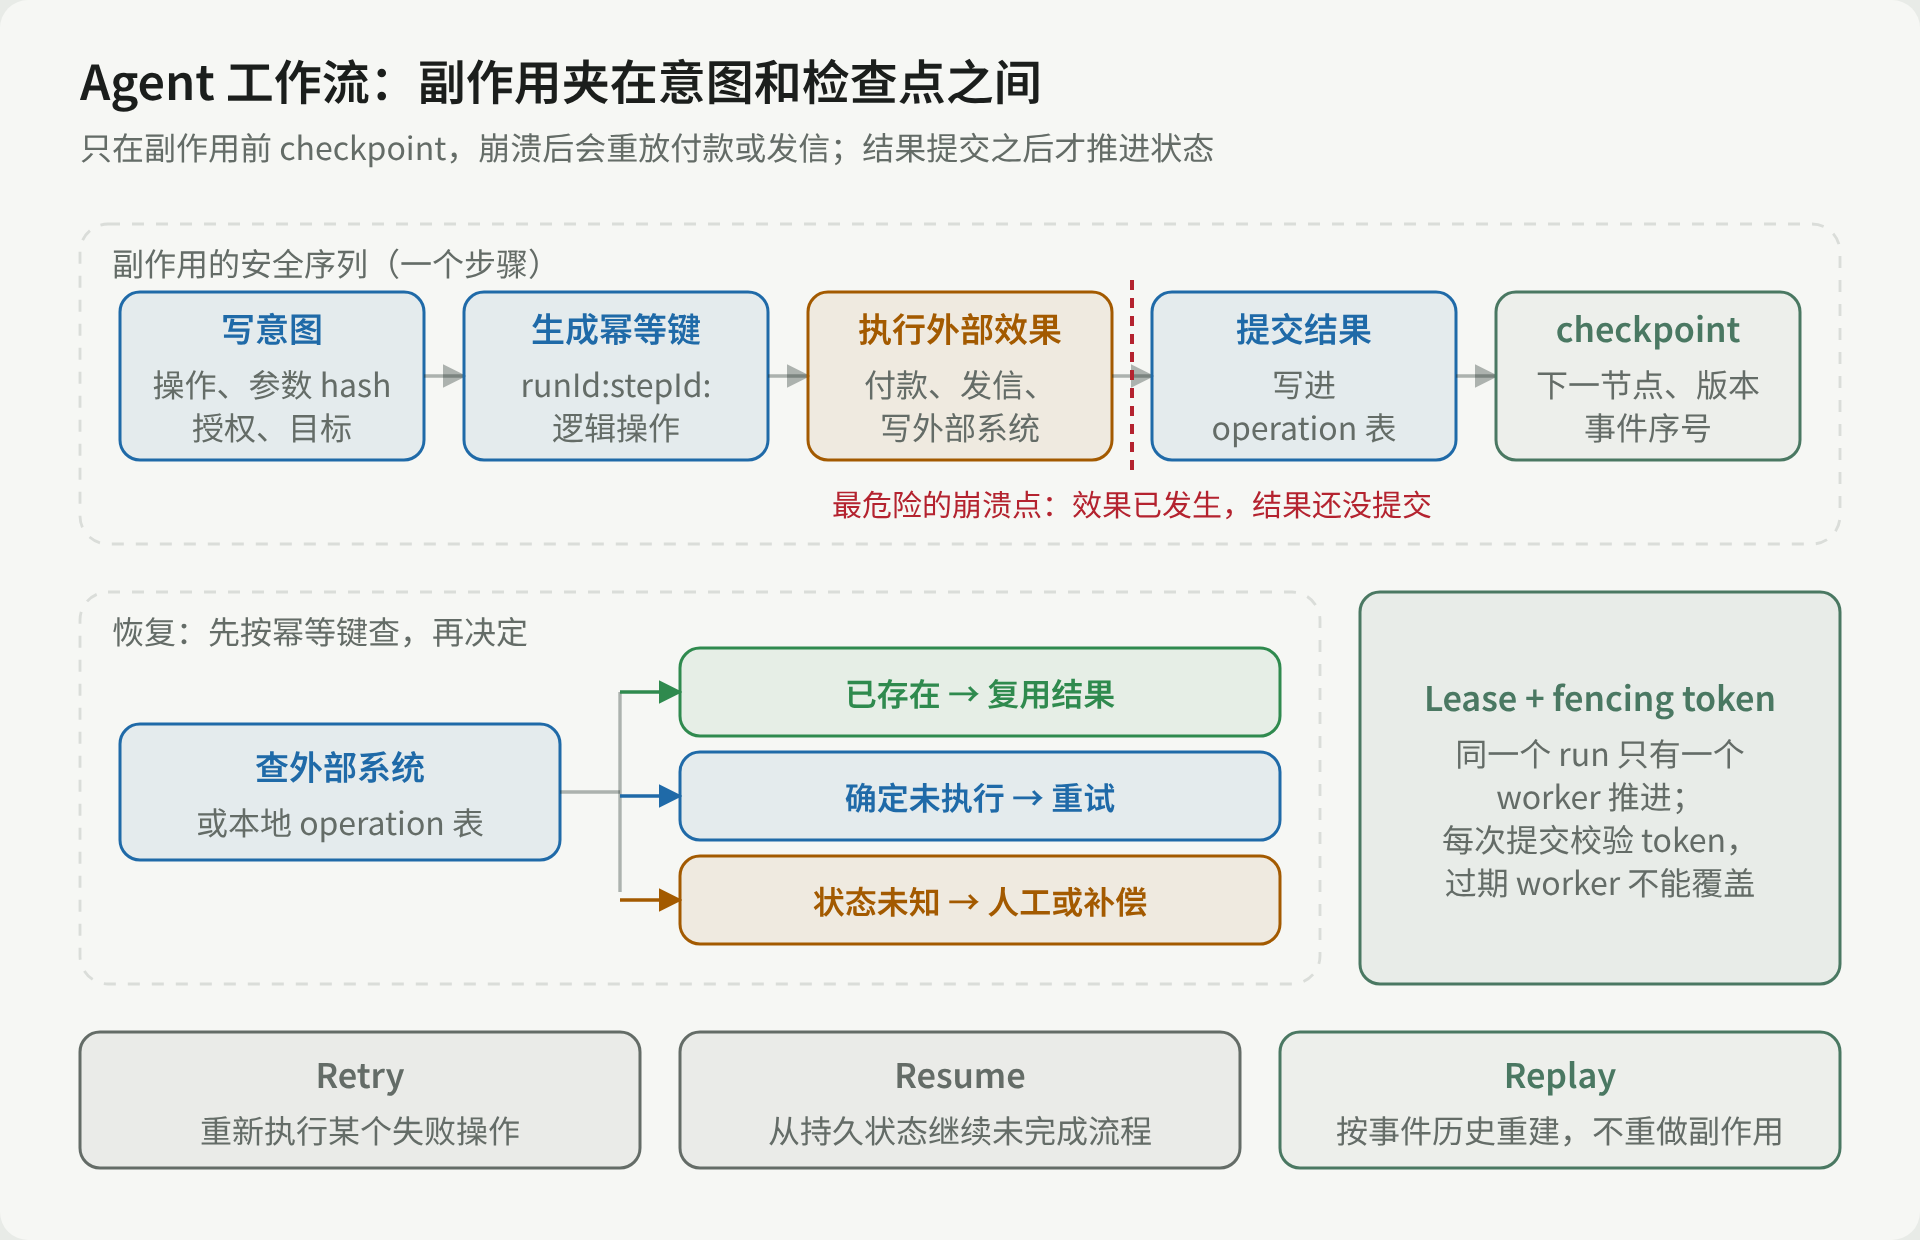 Agent 工作流：副作用夹在意图和检查点之间
只在副作用前 checkpoint，崩溃后会重放付款或发信；结果提交之后才推进状态
副作用的安全序列（一个步骤）
写意图
操作、参数 hash
授权、目标
生成幂等键
runId:stepId:
逻辑操作
执行外部效果
付款、发信、
写外部系统
提交结果
写进
operation 表
checkpoint
下一节点、版本
事件序号
最危险的崩溃点：效果已发生，结果还没提交
恢复：先按幂等键查，再决定
查外部系统
或本地 operation 表
已存在 → 复用结果
确定未执行 → 重试
状态未知 → 人工或补偿
Lease + fencing token
同一个 run 只有一个
worker 推进；
每次提交校验 token，
过期 worker 不能覆盖
Retry
重新执行某个失败操作
Resume
从持久状态继续未完成流程
Replay
按事件历史重建，不重做副作用